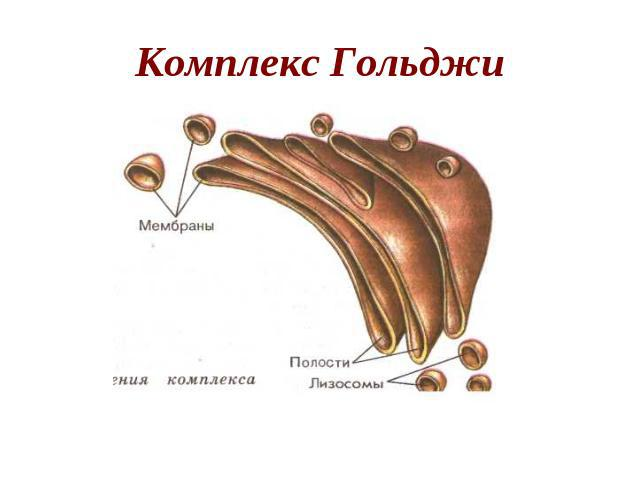 Комплекс Гольджи
Мембраны
Полости
Лизосомы
ения комплекса